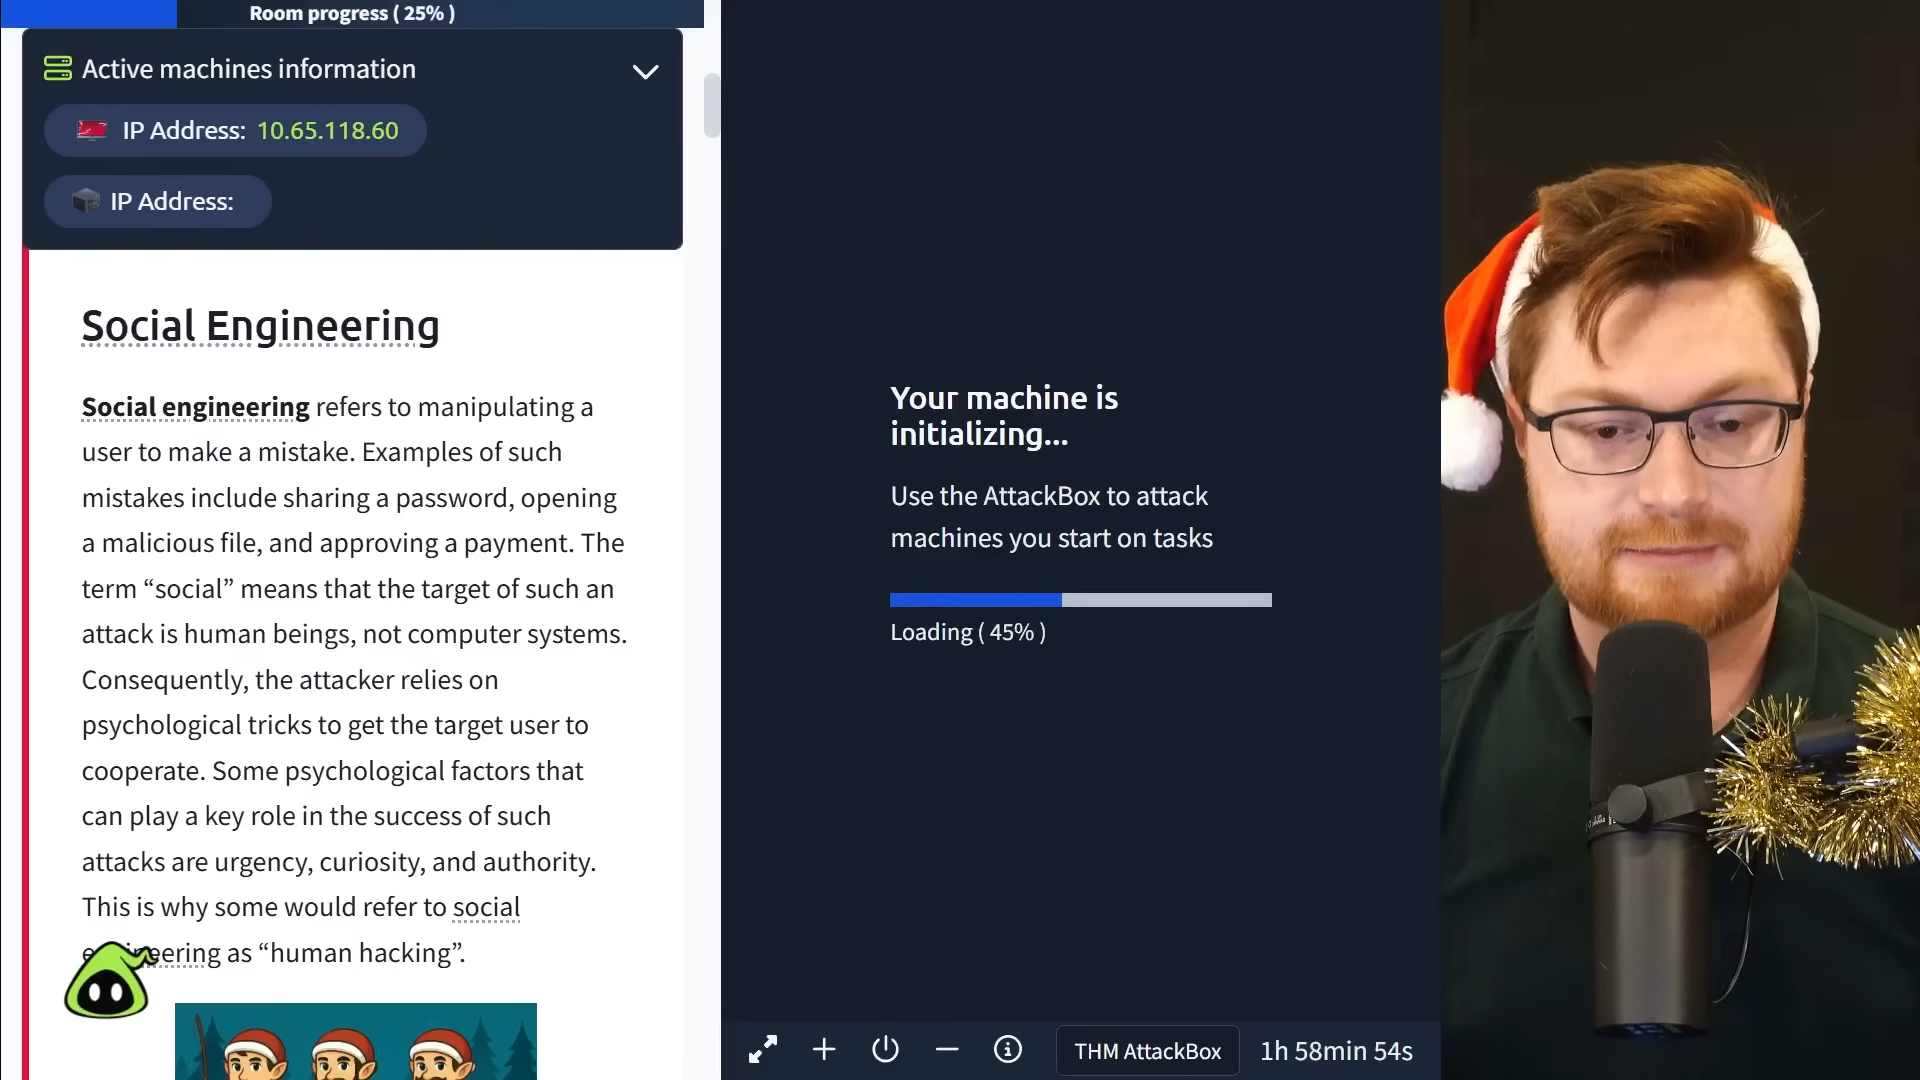 Room progress ( 25% )
Active machines information
IP Address: 10.65.118.60
IP Address:
Social Engineering
Social engineering refers to manipulating a
user to make a mistake. Examples of such
mistakes include sharing a password, opening
a malicious file, and approving a payment. The
term “social” means that the target of such an
attack is human beings, not computer systems.
Consequently, the attacker relies on
psychological tricks to get the target user to
cooperate. Some psychological factors that
can play a key role in the success of such
attacks are urgency, curiosity, and authority.
This is why some would refer to social
engineering as “human hacking”.
Your machine is
initializing...
Use the AttackBox to attack
machines you start on tasks
Loading ( 45% )
THM AttackBox
1h 58min 54s